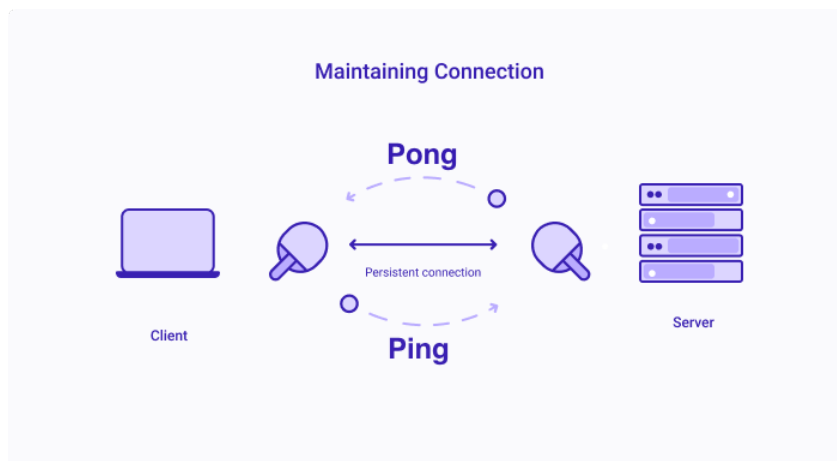 Maintaining Connection
Pong
Persistent connection
Client
Server
Ping